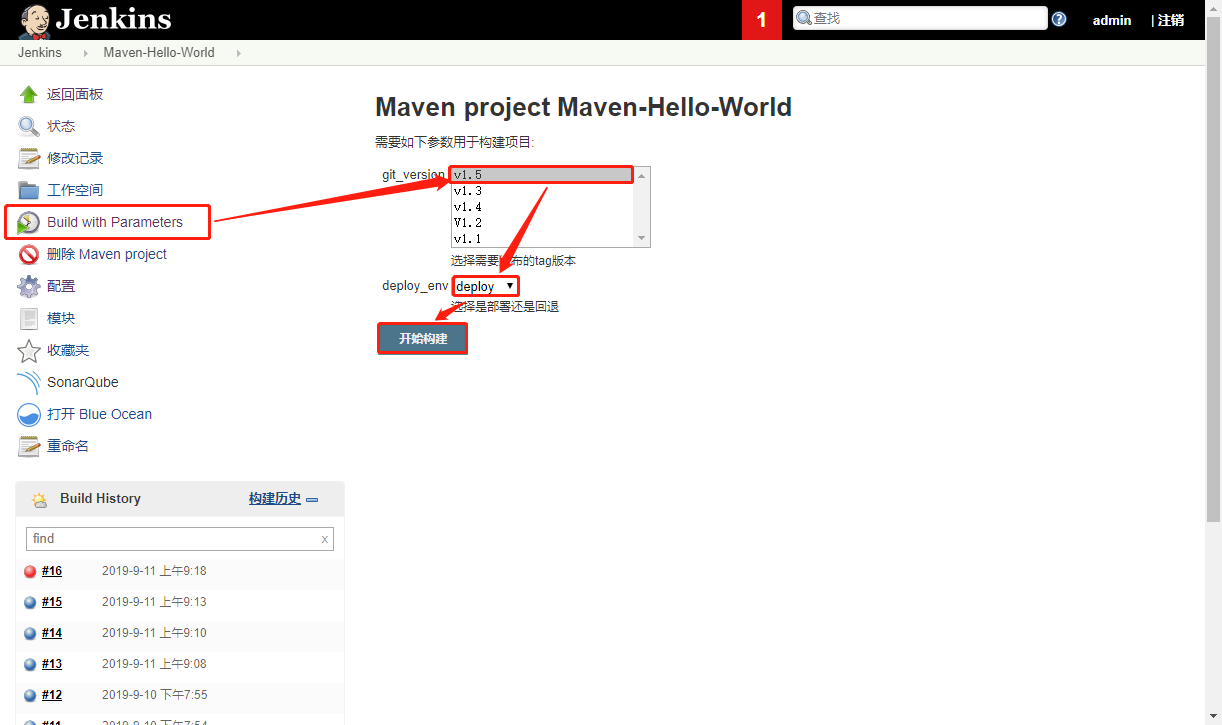 Jenkins
1
查找
?
admin
| 注销
Jenkins
Maven-Hello-World
返回面板
状态
修改记录
工作空间
Build with Parameters
删除 Maven project
配置
模块
收藏夹
SonarQube
打开 Blue Ocean
重命名
Maven project Maven-Hello-World
需要如下参数用于构建项目:
git_version
v1.5
v1.3
v1.4
V1.2
v1.1
选择需要 布的tag版本
deploy_env
deploy
选择是部署还是回退
开始构建
Build History
构建历史
find
x
#16 2019-9-11 上午9:18
#15 2019-9-11 上午9:13
#14 2019-9-11 上午9:10
#13 2019-9-11 上午9:08
#12 2019-9-10 下午7:55
#11 2019-9-10 下午7:54